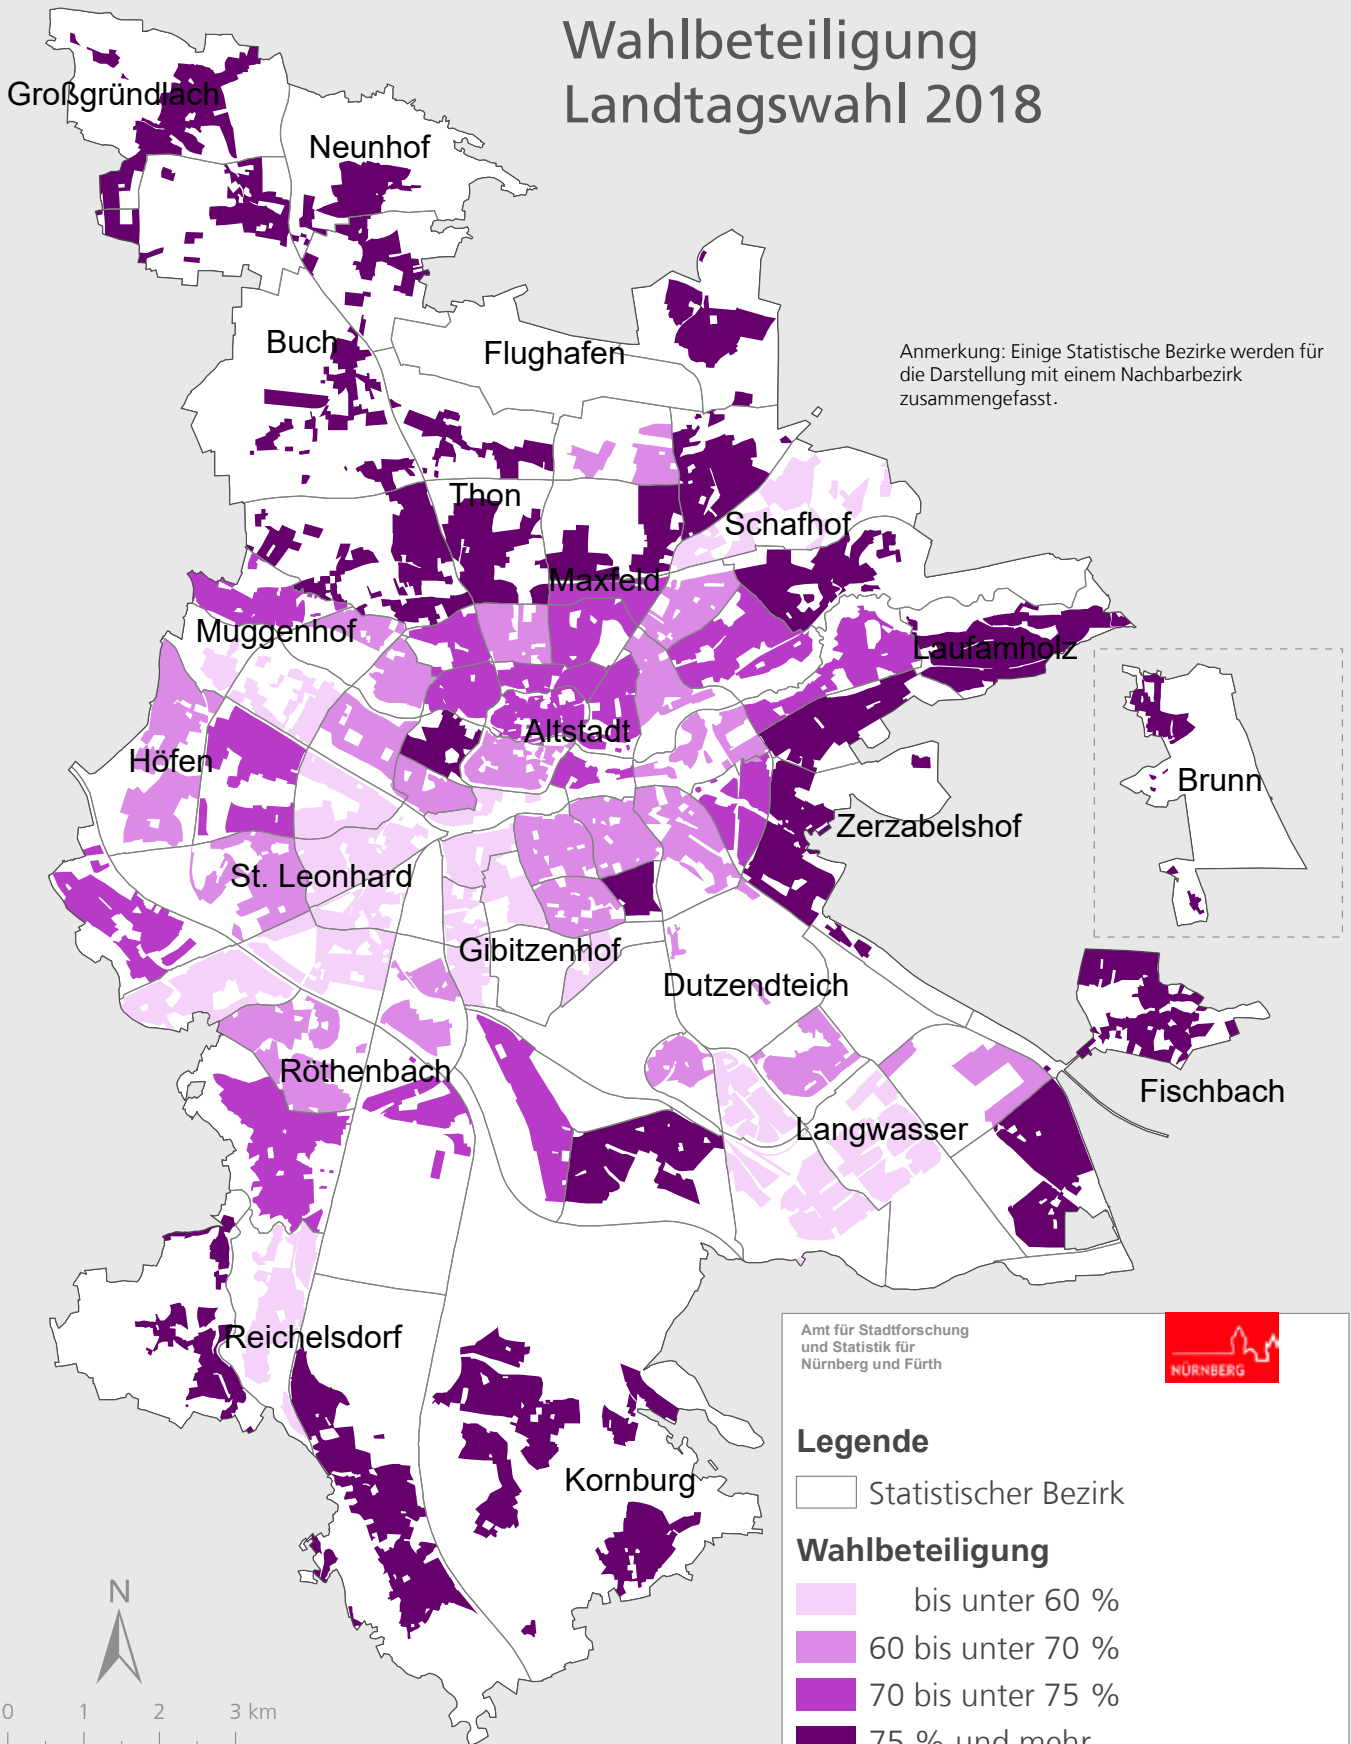 Wahlbeteiligung
Landtagswahl 2018
Großgründlach
Neunhof
Buch
Flughafen
Anmerkung: Einige Statistische Bezirke werden für
die Darstellung mit einem Nachbarbezirk
zusammengefasst.
Thon
Schafhof
Maxfeld
Muggenhof
Laufamholz
Altstadt
Höfen
Brunn
Zerzabelshof
St. Leonhard
Gibitzenhof
Dutzendteich
Röthenbach
Fischbach
Langwasser
Reichelsdorf
Kornburg
Amt für Stadtforschung
und Statistik für
Nürnberg und Fürth
NÜRNBERG
Legende
Statistischer Bezirk
Wahlbeteiligung
bis unter 60 %
60 bis unter 70 %
70 bis unter 75 %
75 % und mehr
N
0 1 2 3 km